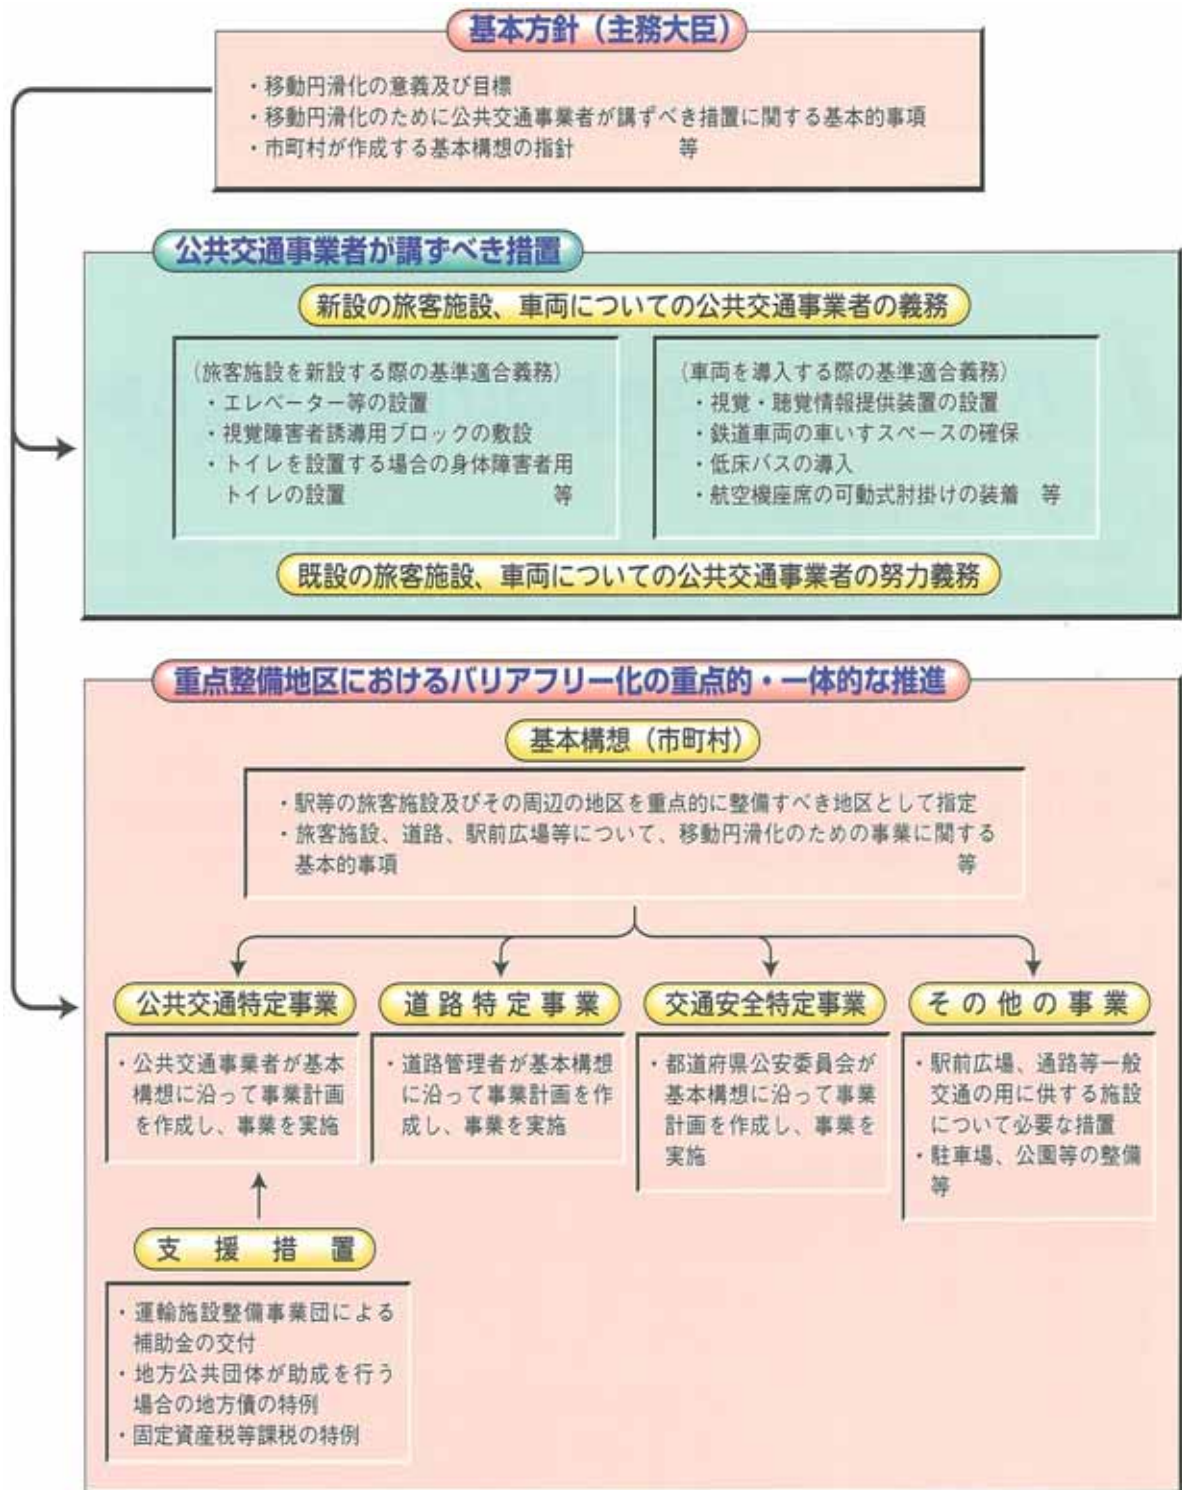 基本方針（主務大臣）
・移動円滑化の意義及び目標
・移動円滑化のために公共交通事業者が講ずべき措置に関する基本的事項
・市町村が作成する基本構想の指針　等
公共交通事業者が講ずべき措置
新設の旅客施設、車両についての公共交通事業者の義務
（旅客施設を新設する際の基準適合義務）
・エレベーター等の設置
・視覚障害者誘導用ブロックの敷設
・トイレを設置する場合の身体障害者用
トイレの設置　等
（車両を導入する際の基準適合義務）
・視覚・聴覚情報提供装置の設置
・鉄道車両の車いすスペースの確保
・低床バスの導入
・航空機座席の可動式肘掛けの装着　等
既設の旅客施設、車両についての公共交通事業者の努力義務
重点整備地区におけるバリアフリー化の重点的・一体的な推進
基本構想（市町村）
・駅等の旅客施設及びその周辺の地区を重点的に整備すべき地区として指定
・旅客施設、道路、駅前広場等について、移動円滑化のための事業に関する
基本的事項　等
公共交通特定事業
・公共交通事業者が基本
構想に沿って事業計画
を作成し、事業を実施
道路特定事業
・道路管理者が基本構想
に沿って事業計画を作
成し、事業を実施
交通安全特定事業
・都道府県公安委員会が
基本構想に沿って事業
計画を作成し、事業を
実施
その他の事業
・駅前広場、通路等一般
交通の用に供する施設
について必要な措置
・駐車場、公園等の整備
等
支援措置
・運輸施設整備事業団による
補助金の交付
・地方公共団体が助成を行う
場合の地方債の特例
・固定資産税等課税の特例